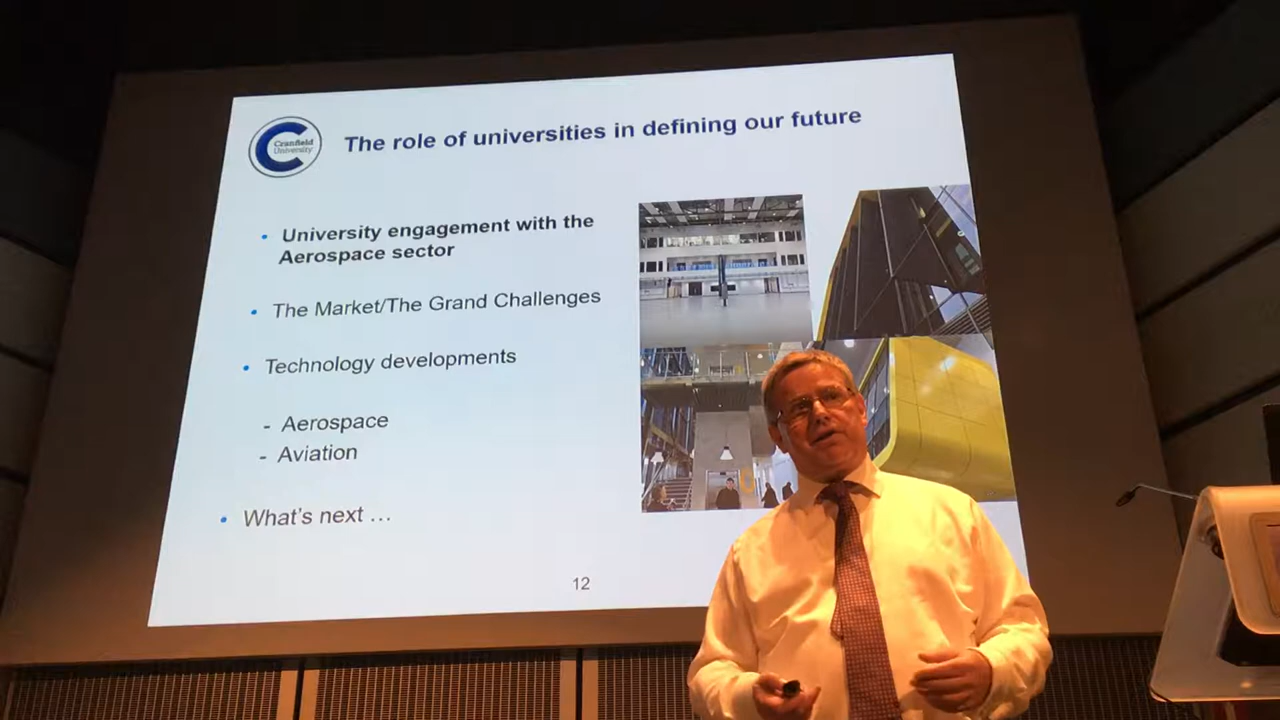 Cranfield
University
The role of universities in defining our future
• University engagement with the
Aerospace sector
• The Market/The Grand Challenges
• Technology developments
- Aerospace
- Aviation
• What's next ...
12